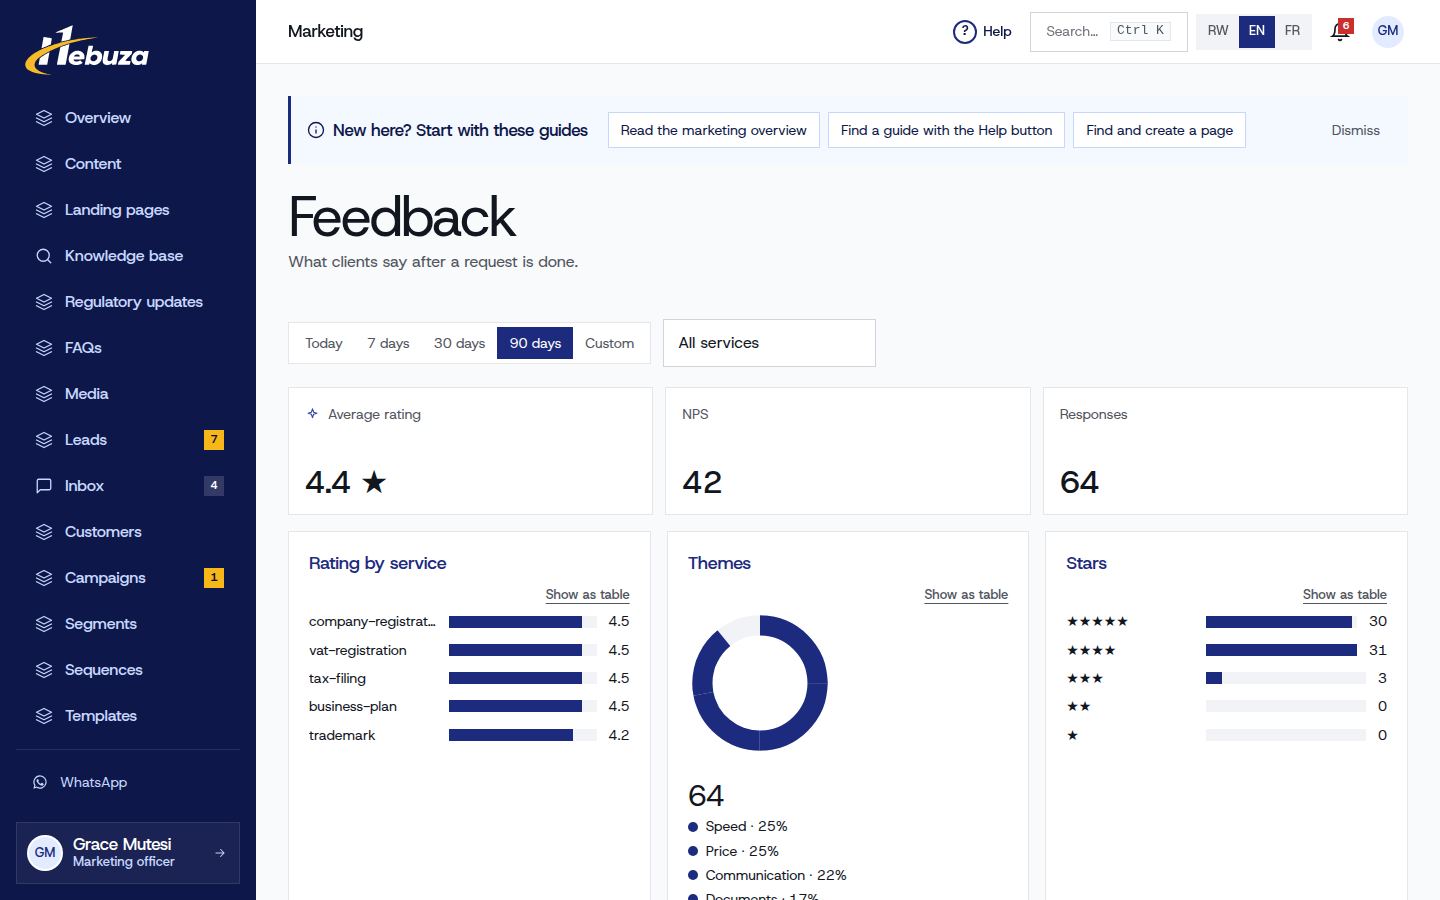 Hebuza
Overview
Content
Landing pages
Knowledge base
Regulatory updates
FAQs
Media
Leads 7
Inbox 4
Customers
Campaigns 1
Segments
Sequences
Templates
WhatsApp
GM Grace Mutesi
Marketing officer
Marketing
? Help
Search... Ctrl K
RW EN FR
6
GM
New here? Start with these guides
Read the marketing overview
Find a guide with the Help button
Find and create a page
Dismiss
Feedback
What clients say after a request is done.
Today 7 days 30 days 90 days Custom
All services
Average rating
4.4 ★
NPS
42
Responses
64
Rating by service
Show as table
company-registrat... 4.5
vat-registration 4.5
tax-filing 4.5
business-plan 4.5
trademark 4.2
Themes
Show as table
64
Speed · 25%
Price · 25%
Communication · 22%
Documents · 17%
Stars
Show as table
★★★★★ 30
★★★★ 31
★★★ 3
★★ 0
★ 0